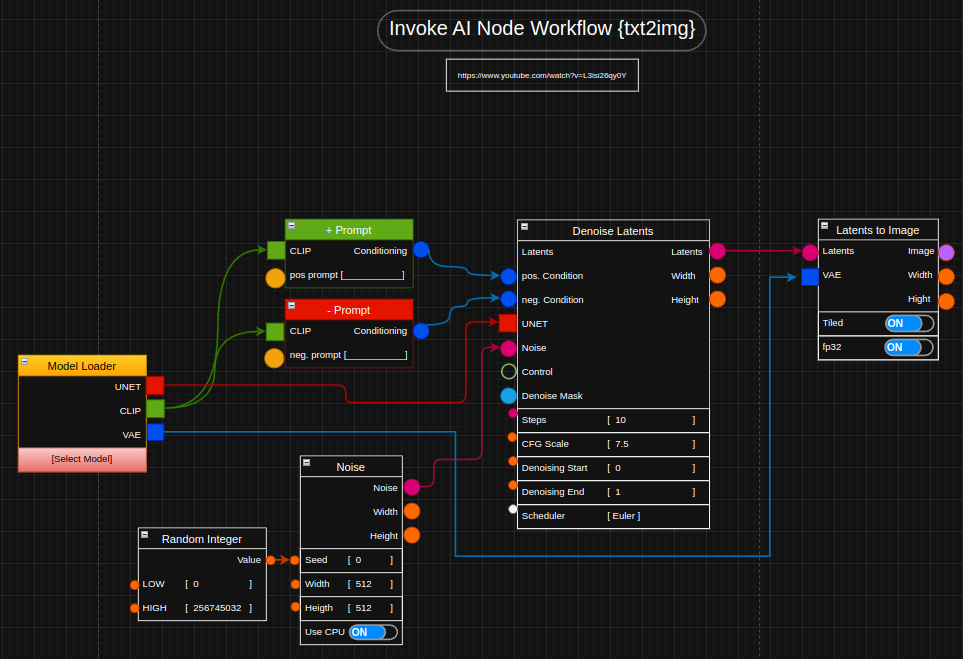 Invoke AI Node Workflow {txt2img}
https://www.youtube.com/watch?v=L3isi26qy0Y
+ Prompt
CLIP Conditioning
pos prompt [____________]
- Prompt
CLIP Conditioning
neg. prompt [____________]
Model Loader
UNET
CLIP
VAE
[Select Model]
Random Integer
Value
LOW [ 0 ]
HIGH [ 256745032 ]
Noise
Noise
Width
Height
Seed [ 0 ]
Width [ 512 ]
Heigth [ 512 ]
Use CPU ON
Denoise Latents
Latents Latents
pos. Condition Width
neg. Condition Height
UNET
Noise
Control
Denoise Mask
Steps [ 10 ]
CFG Scale [ 7.5 ]
Denoising Start [ 0 ]
Denoising End [ 1 ]
Scheduler [ Euler ]
Latents to Image
Latents Image
VAE Width
Hight
Tiled ON
fp32 ON